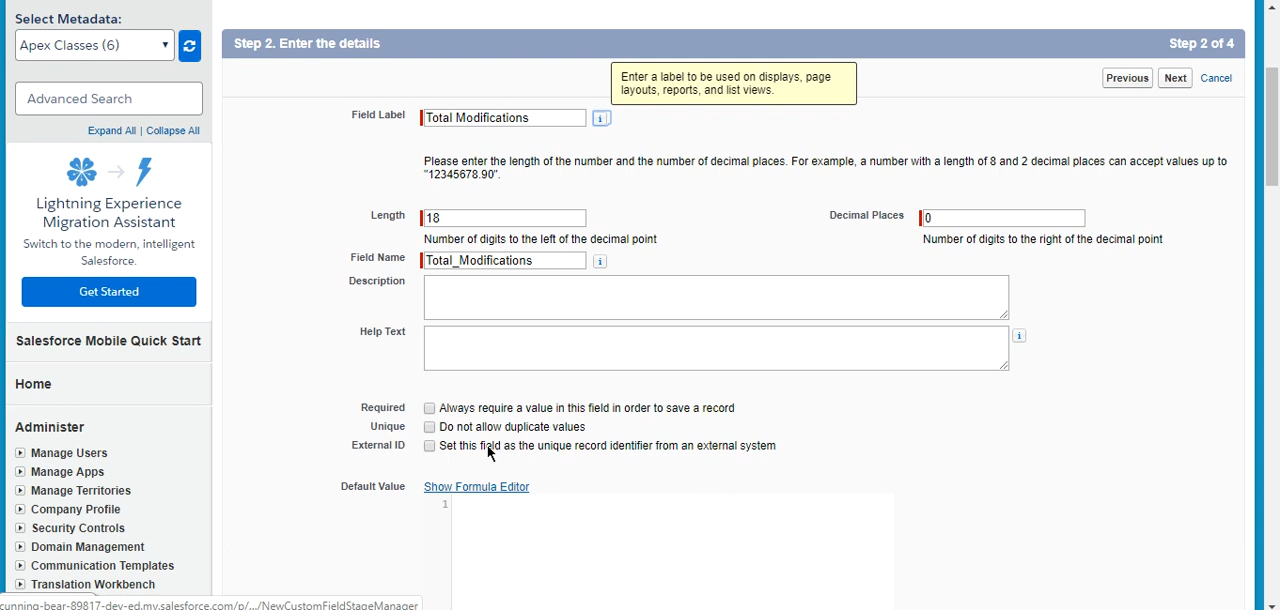 Select Metadata:
Apex Classes (6)
Advanced Search
Expand All | Collapse All
Lightning Experience
Migration Assistant
Switch to the modern, intelligent
Salesforce.
Get Started
Salesforce Mobile Quick Start
Home
Administer
Manage Users
Manage Apps
Manage Territories
Company Profile
Security Controls
Domain Management
Communication Templates
Translation Workbench
Step 2. Enter the details
Step 2 of 4
Enter a label to be used on displays, page
layouts, reports, and list views.
Previous Next Cancel
Field Label Total Modifications
Please enter the length of the number and the number of decimal places. For example, a number with a length of 8 and 2 decimal places can accept values up to
"12345678.90".
Length 18
Decimal Places 0
Number of digits to the left of the decimal point
Number of digits to the right of the decimal point
Field Name Total_Modifications
Description
Help Text
Required Always require a value in this field in order to save a record
Unique Do not allow duplicate values
External ID Set this field as the unique record identifier from an external system
Default Value Show Formula Editor
1
cunning-bear-89817-dev-ed.my.salesforce.com/p/.../NewCustomFieldStageManager